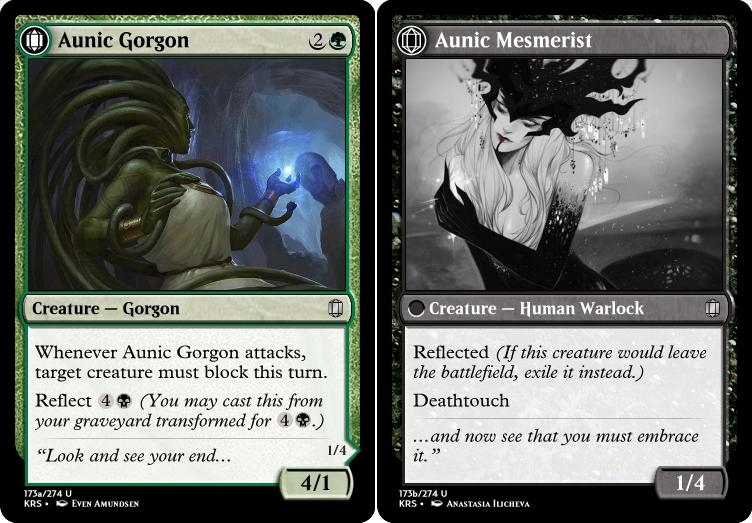 Aunic Gorgon 2
Creature — Gorgon
Whenever Aunic Gorgon attacks,
target creature must block this turn.
Reflect 4 (You may cast this from
your graveyard transformed for 4 .)
“Look and see your end...
1/4
4/1
173a/274 U
KRS • Even Amundsen
Aunic Mesmerist
Creature — Human Warlock
Reflected (If this creature would leave
the battlefield, exile it instead.)
Deathtouch
...and now see that you must embrace
it.”
1/4
173b/274 U
KRS • Anastasia Ilicheva